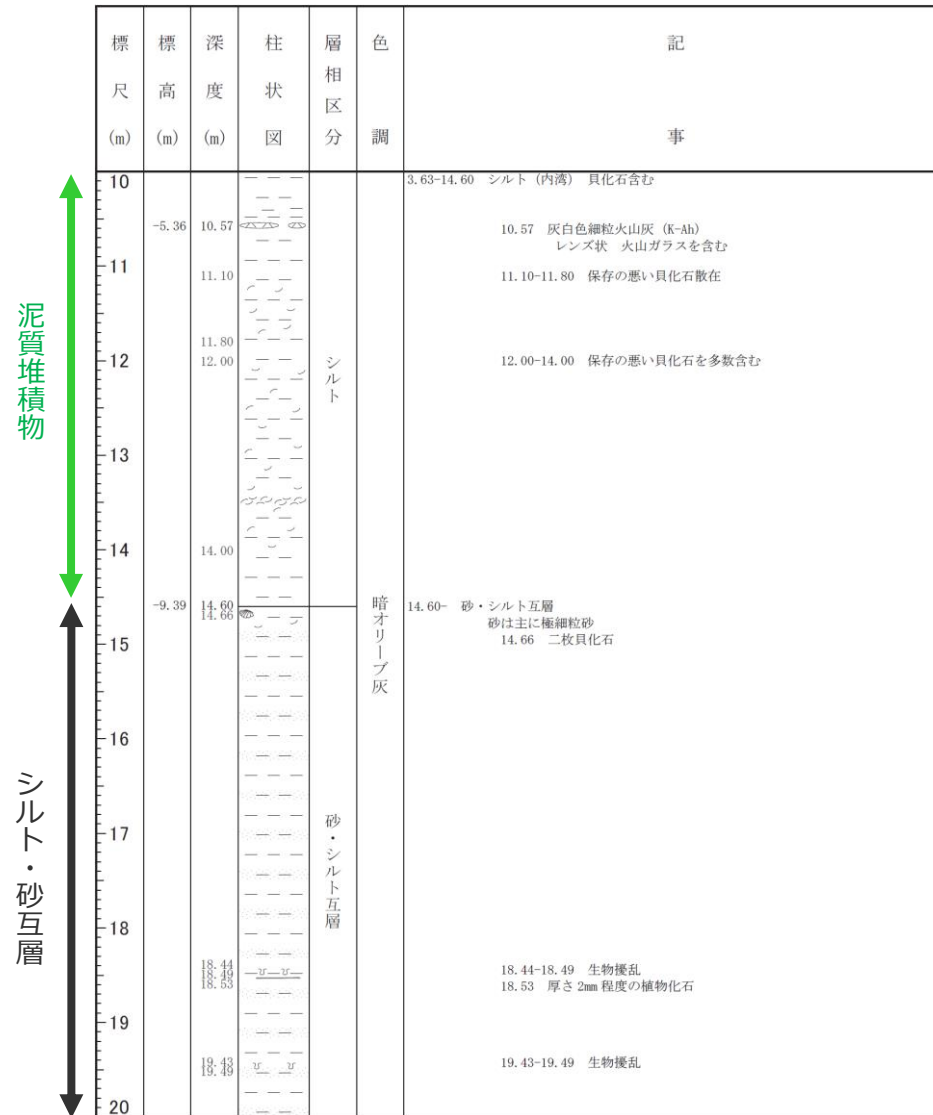 標尺(m)
標高(m)
深度(m)
柱状図
層相区分
色調
記事
泥質堆積物
シルト・砂互層
10
3.63-14.60 シルト (内湾) 貝化石含む
-5.36
10.57
10.57 灰白色細粒火山灰 (K-Ah)
レンズ状 火山ガラスを含む
11
11.10
11.10-11.80 保存の悪い貝化石散在
11.80
12
12.00
12.00-14.00 保存の悪い貝化石を多数含む
シルト
13
14
14.00
-9.39
14.60
14.60- 砂・シルト互層
砂は主に極細粒砂
14.66
14.66 二枚貝化石
暗オリーブ灰
15
16
17
砂・シルト互層
18
18.44
18.49
18.53
18.44-18.49 生物擾乱
18.53 厚さ2mm程度の植物化石
19
19.43
19.49
19.43-19.49 生物擾乱
20